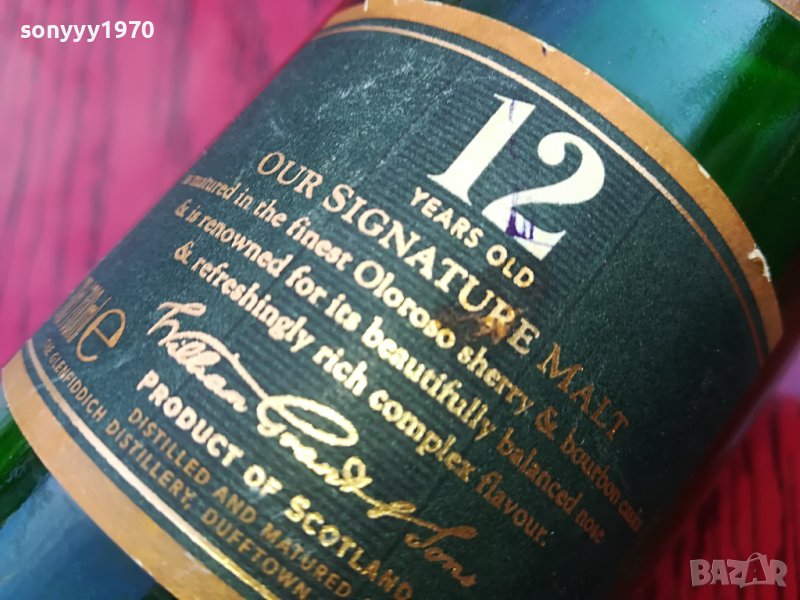 sonyyy1970
12
YEARS OLD
OUR SIGNATURE MALT
matured in the finest Oloroso sherry & bourbon casks
& is renowned for its beautifully balanced nose
& refreshingly rich complex flavour.
William Grant & Sons
PRODUCT OF SCOTLAND
DISTILLED AND MATURED
THE GLENFIDDICH DISTILLERY, DUFFTOWN
e
BAZAR